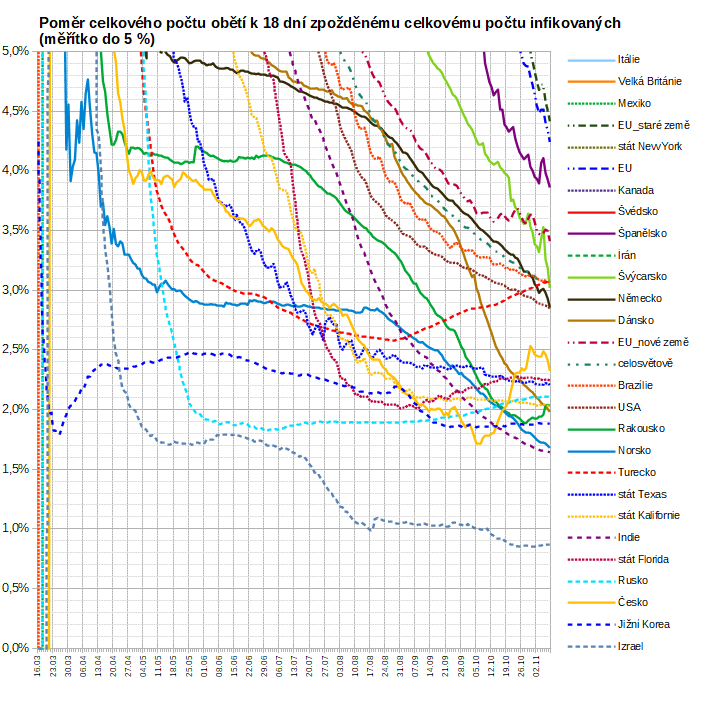 Poměr celkového počtu obětí k 18 dní zpožděnému celkovému počtu infikovaných
(měřítko do 5 %)
5,0%
4,5%
4,0%
3,5%
3,0%
2,5%
2,0%
1,5%
1,0%
0,5%
0,0%
16.03
23.03
30.03
06.04
13.04
20.04
27.04
04.05
11.05
18.05
25.05
01.06
08.06
15.06
22.06
29.06
06.07
13.07
20.07
27.07
03.08
10.08
17.08
24.08
31.08
07.09
14.09
21.09
28.09
05.10
12.10
19.10
26.10
02.11
Itálie
Velká Británie
Mexiko
EU_staré země
stát NewYork
EU
Kanada
Švédsko
Španělsko
Irán
Švýcarsko
Německo
Dánsko
EU_nové země
celosvětově
Brazílie
USA
Rakousko
Norsko
Turecko
stát Texas
stát Kalifornie
Indie
stát Florida
Rusko
Česko
Jižní Korea
Izrael